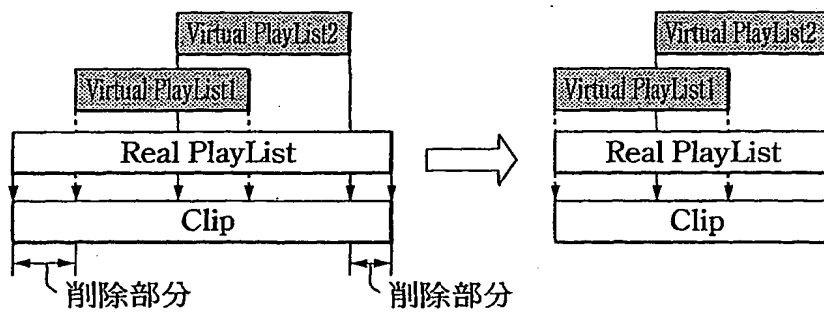 Virtual PlayList2
Virtual PlayList1
Real PlayList
Clip
削除部分
削除部分
Virtual PlayList2
Virtual PlayList1
Real PlayList
Clip